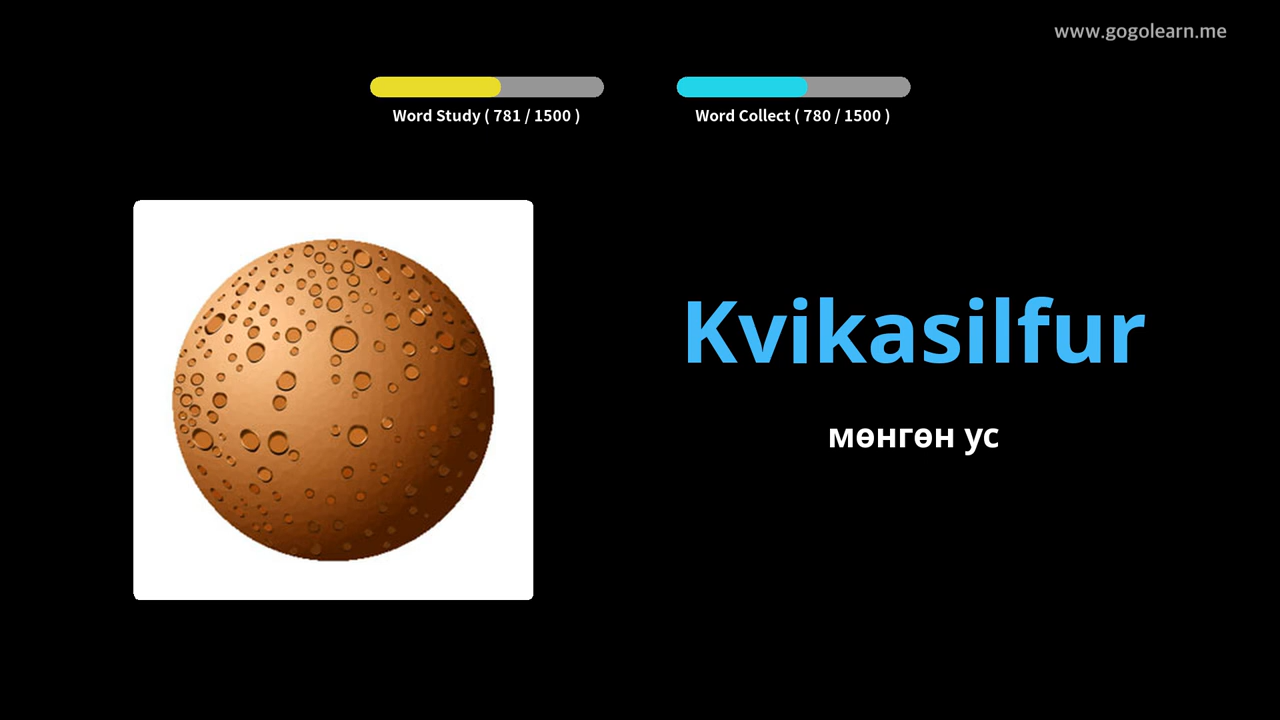 www.gogolearn.me
Word Study ( 781 / 1500 )
Word Collect ( 780 / 1500 )
Kvikasilfur
мөнгөн ус